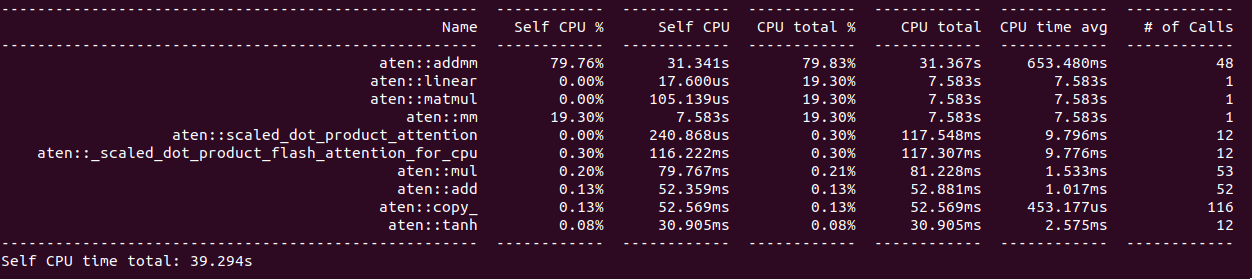 -------------------------------------------------------  ------------  ------------  ------------  ------------  ------------  ------------
Name    Self CPU %      Self CPU   CPU total %     CPU total  CPU time avg    # of Calls
-------------------------------------------------------  ------------  ------------  ------------  ------------  ------------  ------------
aten::addmm        79.76%       31.341s        79.83%       31.367s     653.480ms            48
aten::linear         0.00%      17.600us        19.30%        7.583s        7.583s             1
aten::matmul         0.00%     105.139us        19.30%        7.583s        7.583s             1
aten::mm        19.30%        7.583s        19.30%        7.583s        7.583s             1
aten::scaled_dot_product_attention         0.00%     240.868us         0.30%     117.548ms       9.796ms            12
aten::_scaled_dot_product_flash_attention_for_cpu         0.30%     116.222ms         0.30%     117.307ms       9.776ms            12
aten::mul         0.20%      79.767ms         0.21%      81.228ms       1.533ms            53
aten::add         0.13%      52.359ms         0.13%      52.881ms       1.017ms            52
aten::copy_         0.13%      52.569ms         0.13%      52.569ms     453.177us           116
aten::tanh         0.08%      30.905ms         0.08%      30.905ms       2.575ms            12
-------------------------------------------------------  ------------  ------------  ------------  ------------  ------------  ------------
Self CPU time total: 39.294s